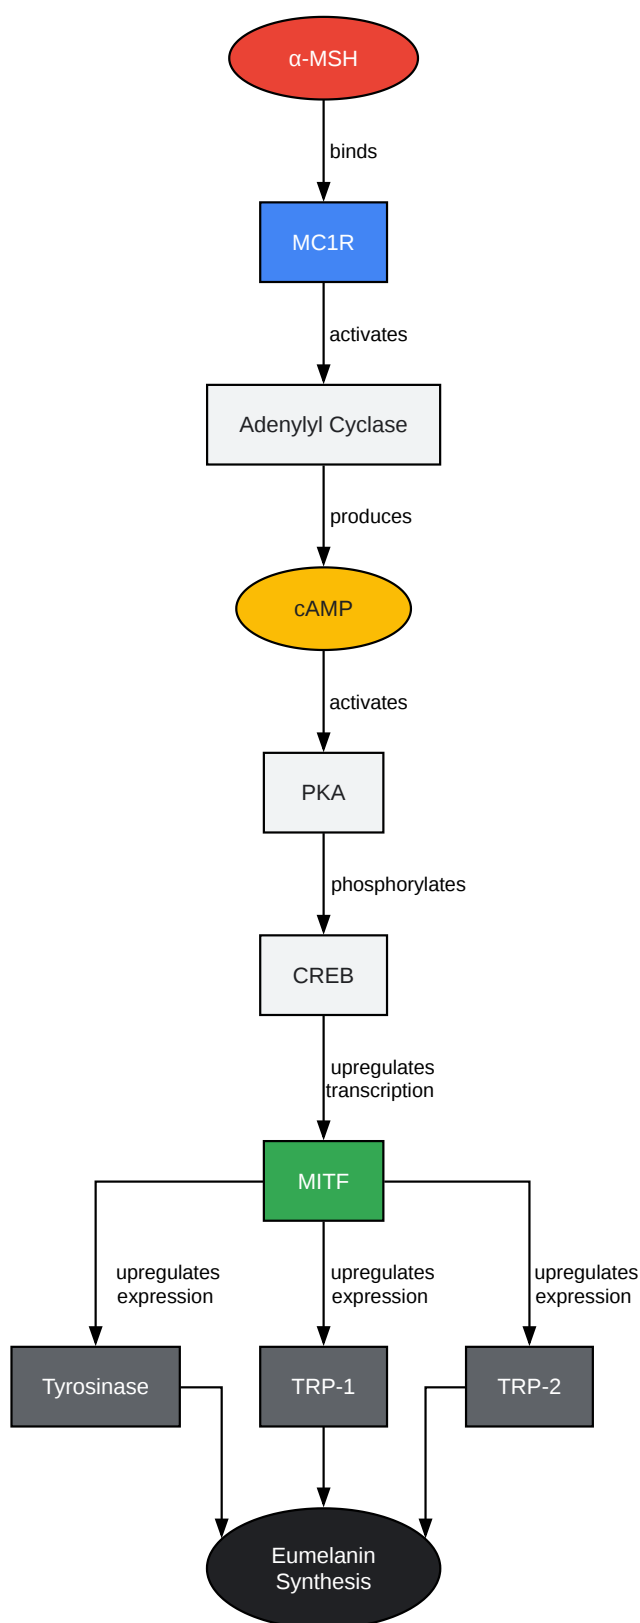 α-MSH
binds
MC1R
activates
Adenylyl Cyclase
produces
cAMP
activates
PKA
phosphorylates
CREB
upregulates
transcription
MITF
upregulates
expression
upregulates
expression
upregulates
expression
Tyrosinase
TRP-1
TRP-2
Eumelanin
Synthesis